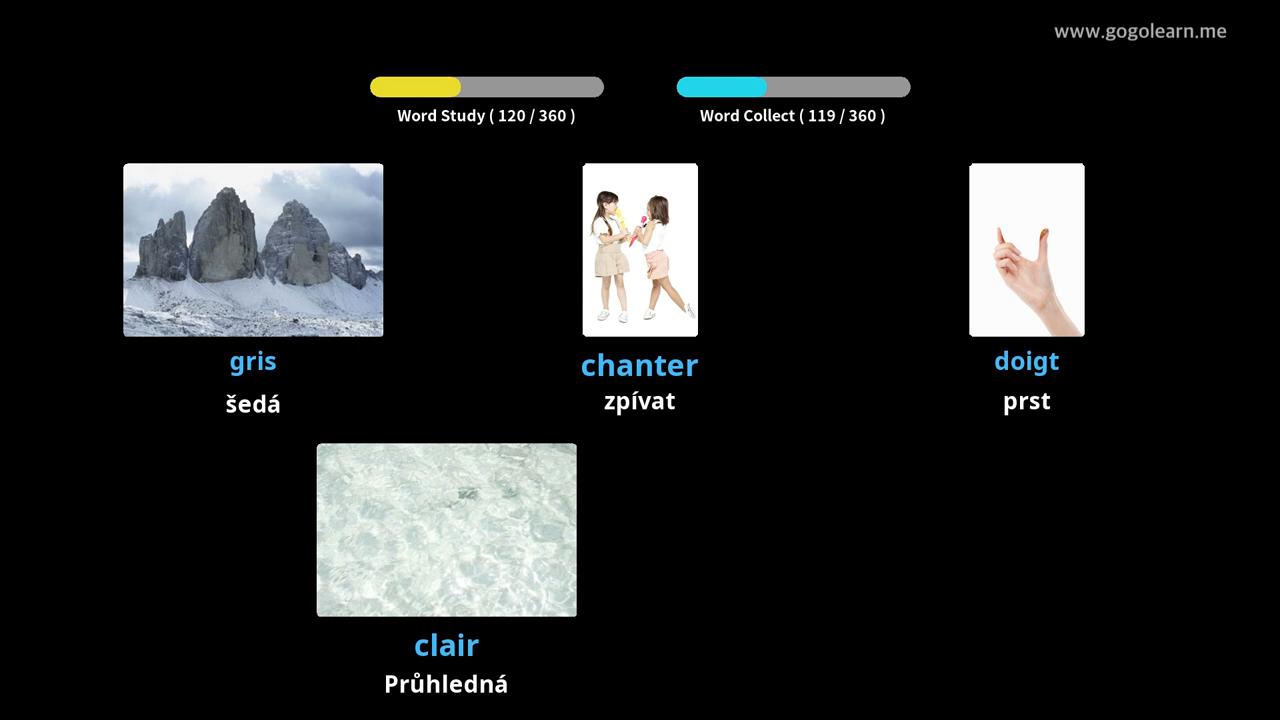 www.gogolearn.me
Word Study ( 120 / 360 )
Word Collect ( 119 / 360 )
gris
šedá
chanter
zpívat
doigt
prst
clair
Průhledná